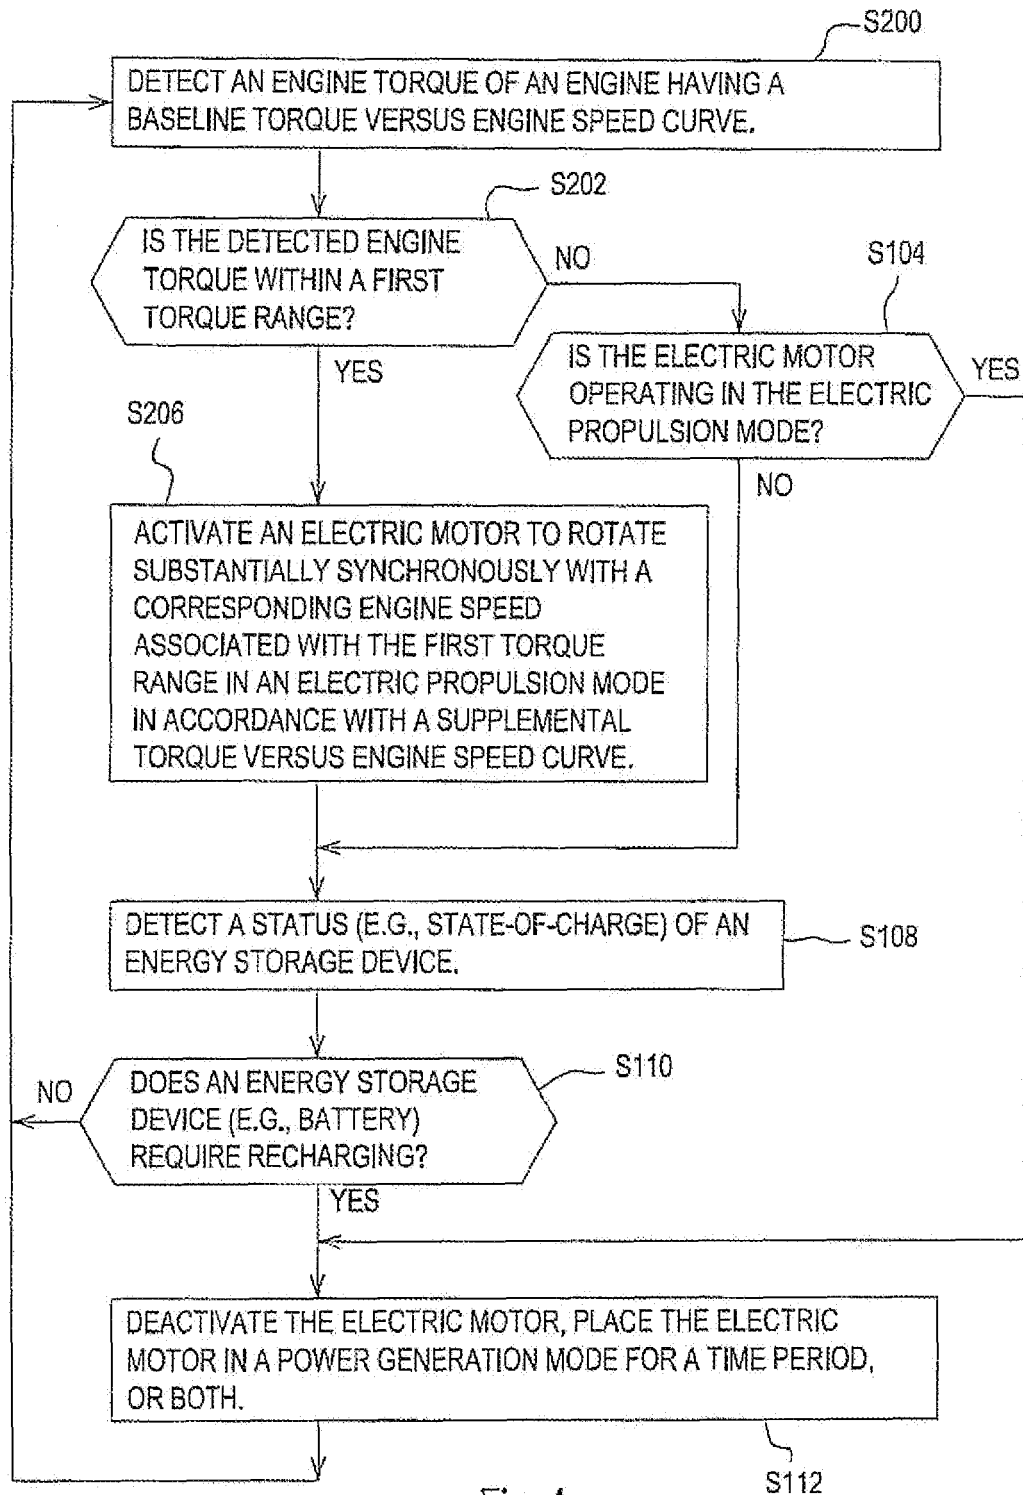 S200
DETECT AN ENGINE TORQUE OF AN ENGINE HAVING A
BASELINE TORQUE VERSUS ENGINE SPEED CURVE.
S202
IS THE DETECTED ENGINE
TORQUE WITHIN A FIRST
TORQUE RANGE?
NO
YES
S104
IS THE ELECTRIC MOTOR
OPERATING IN THE ELECTRIC
PROPULSION MODE?
YES
NO
S206
ACTIVATE AN ELECTRIC MOTOR TO ROTATE
SUBSTANTIALLY SYNCHRONOUSLY WITH A
CORRESPONDING ENGINE SPEED
ASSOCIATED WITH THE FIRST TORQUE
RANGE IN AN ELECTRIC PROPULSION MODE
IN ACCORDANCE WITH A SUPPLEMENTAL
TORQUE VERSUS ENGINE SPEED CURVE.
DETECT A STATUS (E.G., STATE-OF-CHARGE) OF AN
ENERGY STORAGE DEVICE.
S108
DOES AN ENERGY STORAGE
DEVICE (E.G., BATTERY)
REQUIRE RECHARGING?
S110
NO
YES
DEACTIVATE THE ELECTRIC MOTOR, PLACE THE ELECTRIC
MOTOR IN A POWER GENERATION MODE FOR A TIME PERIOD,
OR BOTH.
S112